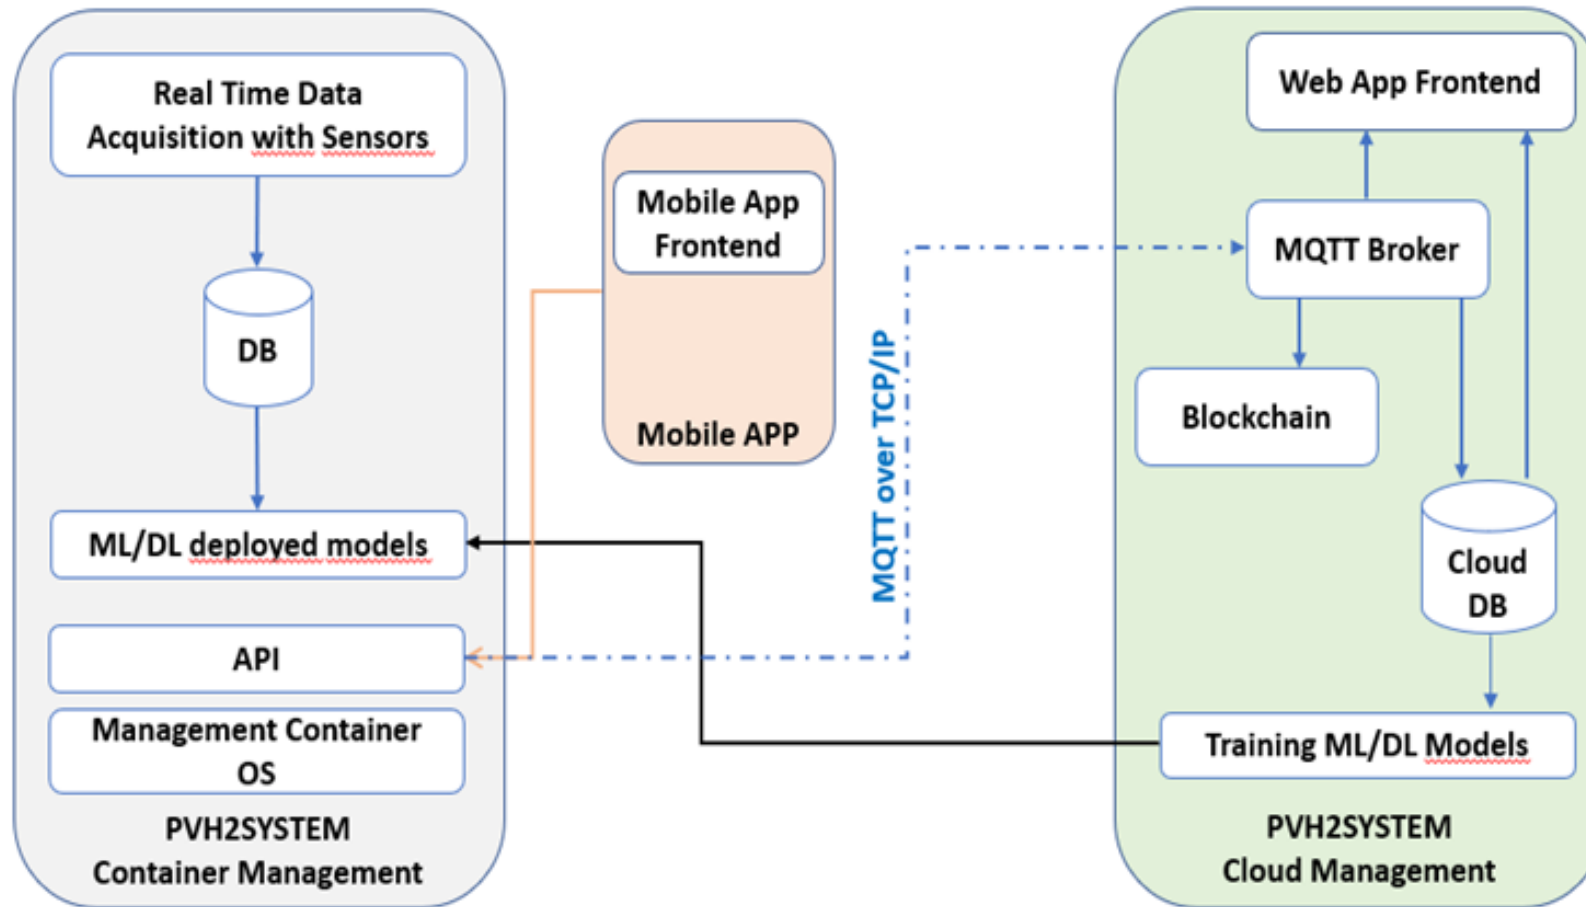 Real Time Data
Acquisition with Sensors
DB
ML/DL deployed models
API
Management Container
OS
PVH2SYSTEM
Container Management
Mobile App
Frontend
Mobile APP
MQTT over TCP/IP
Web App Frontend
MQTT Broker
Blockchain
Cloud
DB
Training ML/DL Models
PVH2SYSTEM
Cloud Management